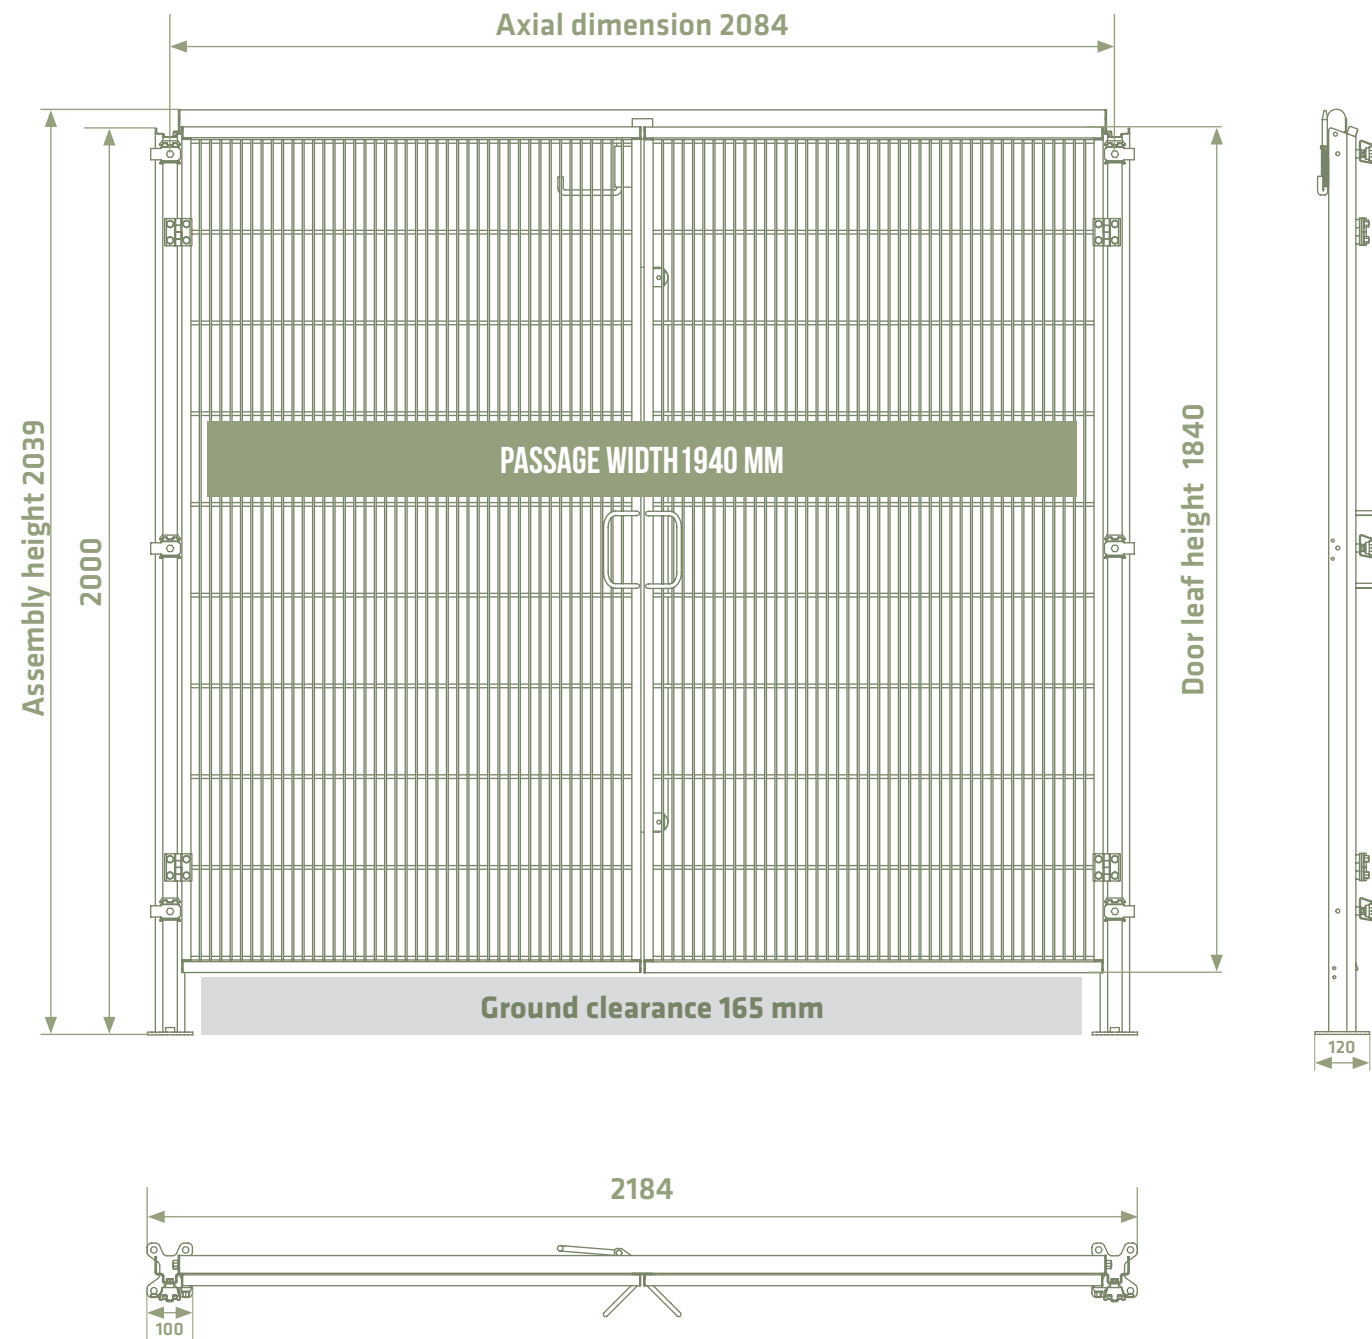 Axial dimension 2084
Assembly height 2039
2000
PASSAGE WIDTH 1940 MM
Door leaf height 1840
Ground clearance 165 mm
120
2184
100